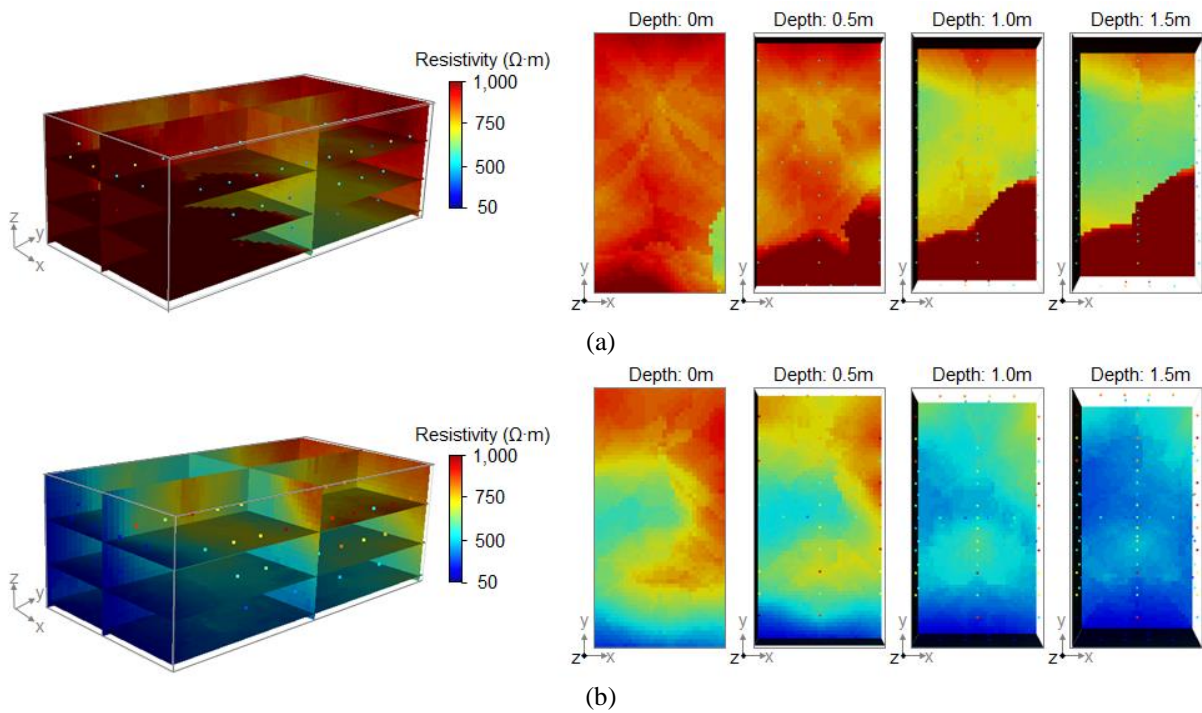 Resistivity (Ω·m)
1,000
750
500
50
z
y
x
Depth: 0m
Depth: 0.5m
Depth: 1.0m
Depth: 1.5m
y
z
x
y
z
x
y
z
x
y
z
x
(a)
Resistivity (Ω·m)
1,000
750
500
50
z
y
x
Depth: 0m
Depth: 0.5m
Depth: 1.0m
Depth: 1.5m
y
z
x
y
z
x
y
z
x
y
z
x
(b)